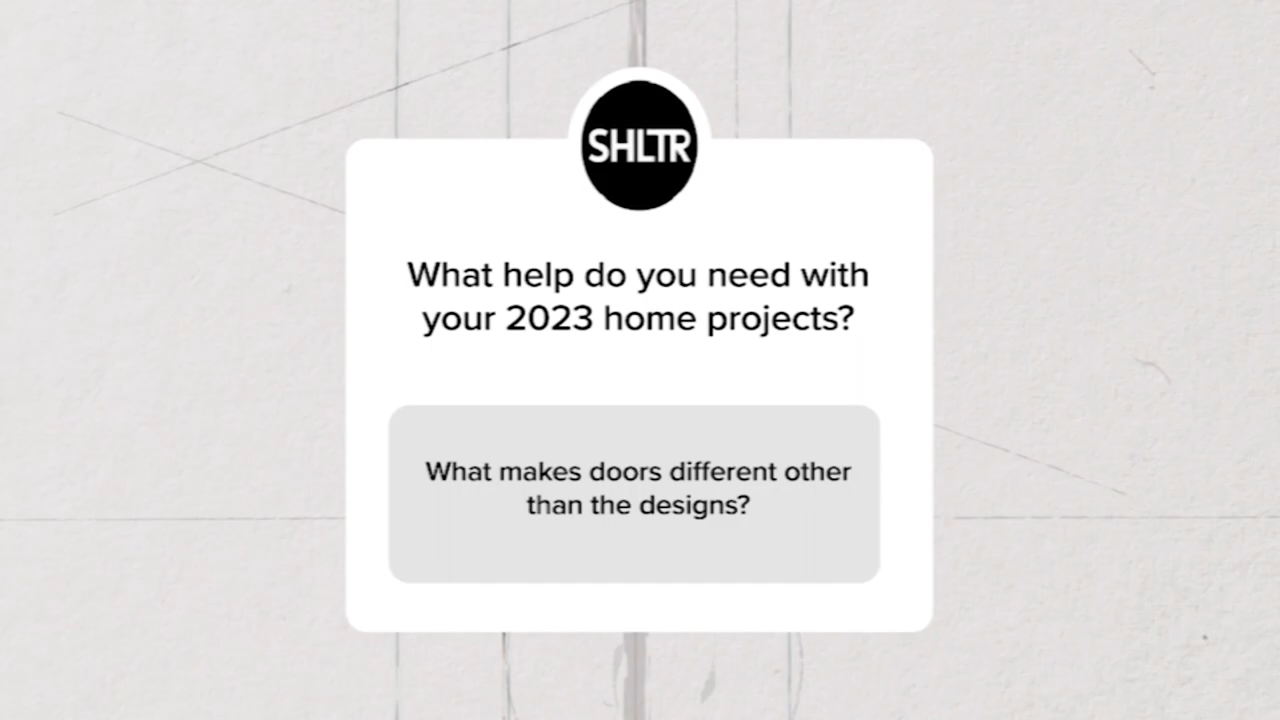 SHLTR
What help do you need with
your 2023 home projects?
What makes doors different other
than the designs?